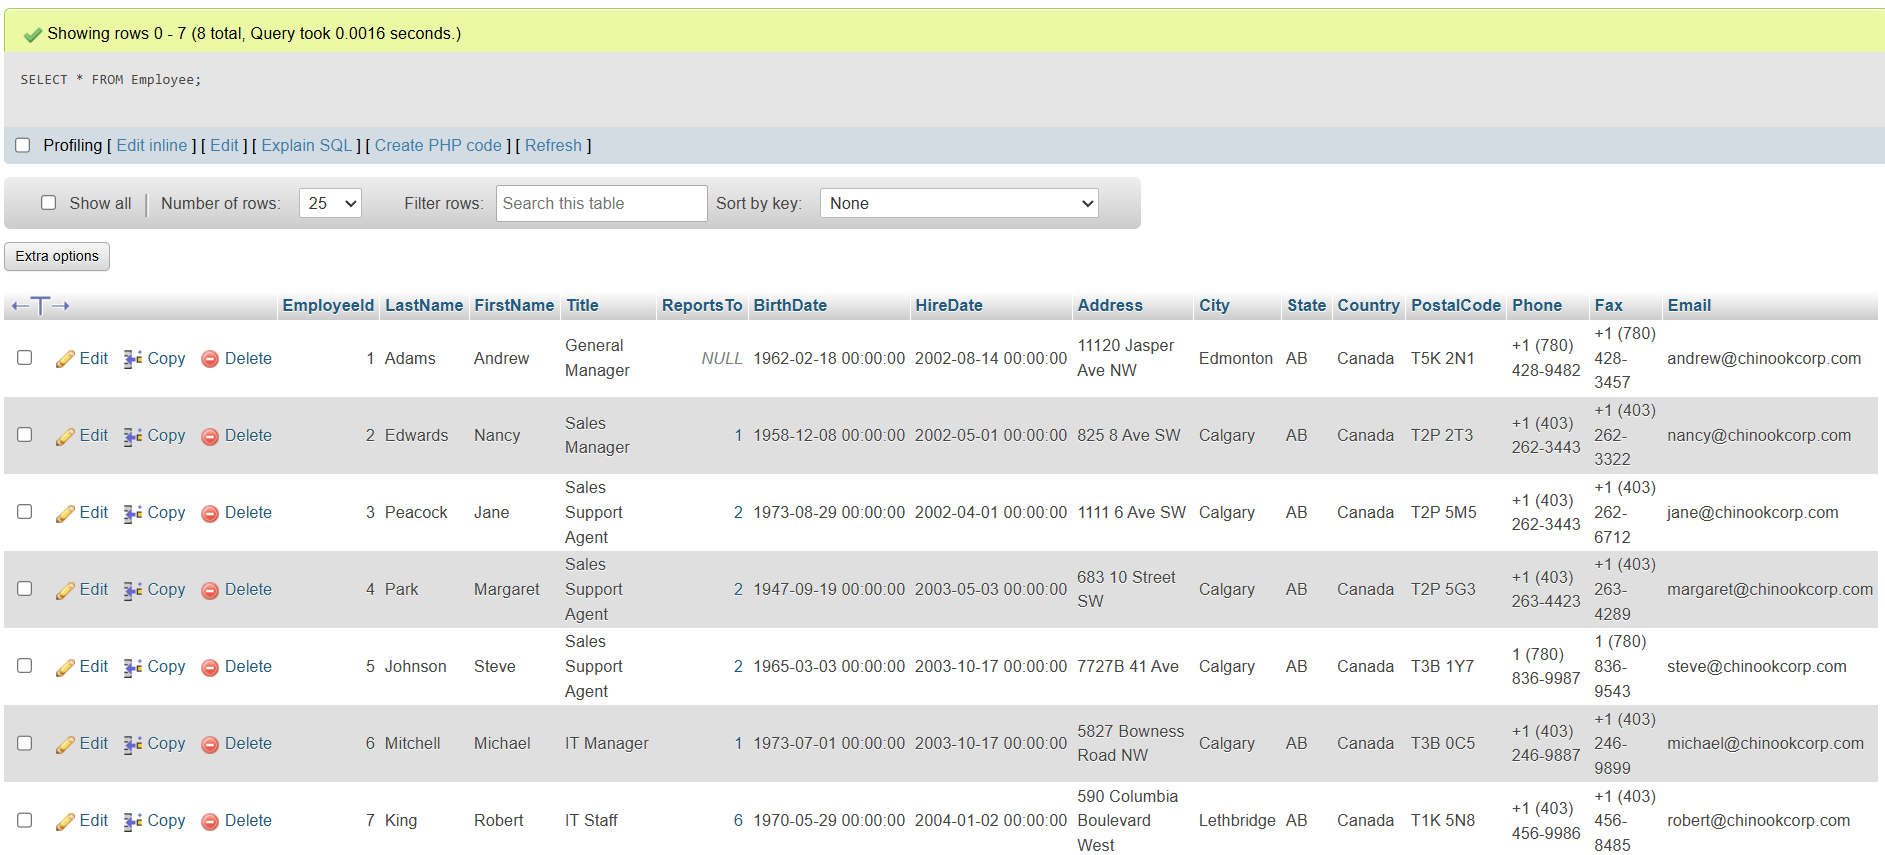 Showing rows 0 - 7 (8 total, Query took 0.0016 seconds.)
SELECT * FROM Employee;
Profiling [ Edit inline ] [ Edit ] [ Explain SQL ] [ Create PHP code ] [ Refresh ]
Show all Number of rows: 25 Filter rows: Search this table Sort by key: None
Extra options
EmployeeId LastName FirstName Title ReportsTo BirthDate HireDate Address City State Country PostalCode Phone Fax Email
Edit Copy Delete 1 Adams Andrew General Manager NULL 1962-02-18 00:00:00 2002-08-14 00:00:00 11120 Jasper Ave NW Edmonton AB Canada T5K 2N1 +1 (780) 428-9482 +1 (780) 428-3457 andrew@chinookcorp.com
Edit Copy Delete 2 Edwards Nancy Sales Manager 1 1958-12-08 00:00:00 2002-05-01 00:00:00 825 8 Ave SW Calgary AB Canada T2P 2T3 +1 (403) 262-3443 +1 (403) 262-3322 nancy@chinookcorp.com
Edit Copy Delete 3 Peacock Jane Sales Support Agent 2 1973-08-29 00:00:00 2002-04-01 00:00:00 1111 6 Ave SW Calgary AB Canada T2P 5M5 +1 (403) 262-3443 +1 (403) 262-6712 jane@chinookcorp.com
Edit Copy Delete 4 Park Margaret Sales Support Agent 2 1947-09-19 00:00:00 2003-05-03 00:00:00 683 10 Street SW Calgary AB Canada T2P 5G3 +1 (403) 263-4423 +1 (403) 263-4289 margaret@chinookcorp.com
Edit Copy Delete 5 Johnson Steve Sales Support Agent 2 1965-03-03 00:00:00 2003-10-17 00:00:00 7727B 41 Ave Calgary AB Canada T3B 1Y7 1 (780) 836-9987 1 (780) 836-9543 steve@chinookcorp.com
Edit Copy Delete 6 Mitchell Michael IT Manager 1 1973-07-01 00:00:00 2003-10-17 00:00:00 5827 Bowness Road NW Calgary AB Canada T3B 0C5 +1 (403) 246-9887 +1 (403) 246-9899 michael@chinookcorp.com
Edit Copy Delete 7 King Robert IT Staff 6 1970-05-29 00:00:00 2004-01-02 00:00:00 590 Columbia Boulevard West Lethbridge AB Canada T1K 5N8 +1 (403) 456-9986 +1 (403) 456-8485 robert@chinookcorp.com